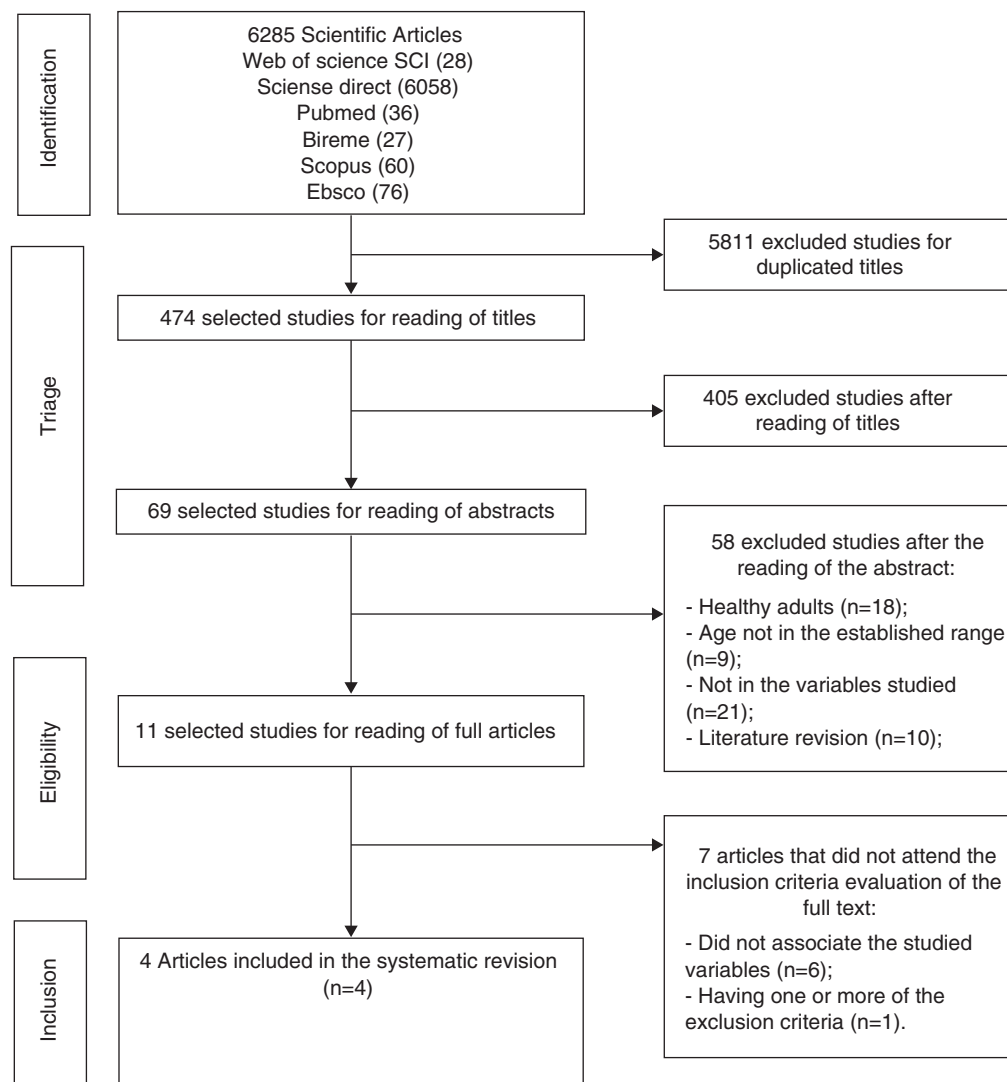 Identification
6285 Scientific Articles
Web of science SCI (28)
Sciense direct (6058)
Pubmed (36)
Bireme (27)
Scopus (60)
Ebsco (76)
5811 excluded studies for
duplicated titles
Triage
474 selected studies for reading of titles
405 excluded studies after
reading of titles
69 selected studies for reading of abstracts
58 excluded studies after the
reading of the abstract:
- Healthy adults (n=18);
- Age not in the established range
(n=9);
- Not in the variables studied
(n=21);
- Literature revision (n=10);
Eligibility
11 selected studies for reading of full articles
7 articles that did not attend the
inclusion criteria evaluation of the
full text:
- Did not associate the studied
variables (n=6);
- Having one or more of the
exclusion criteria (n=1).
Inclusion
4 Articles included in the systematic revision
(n=4)